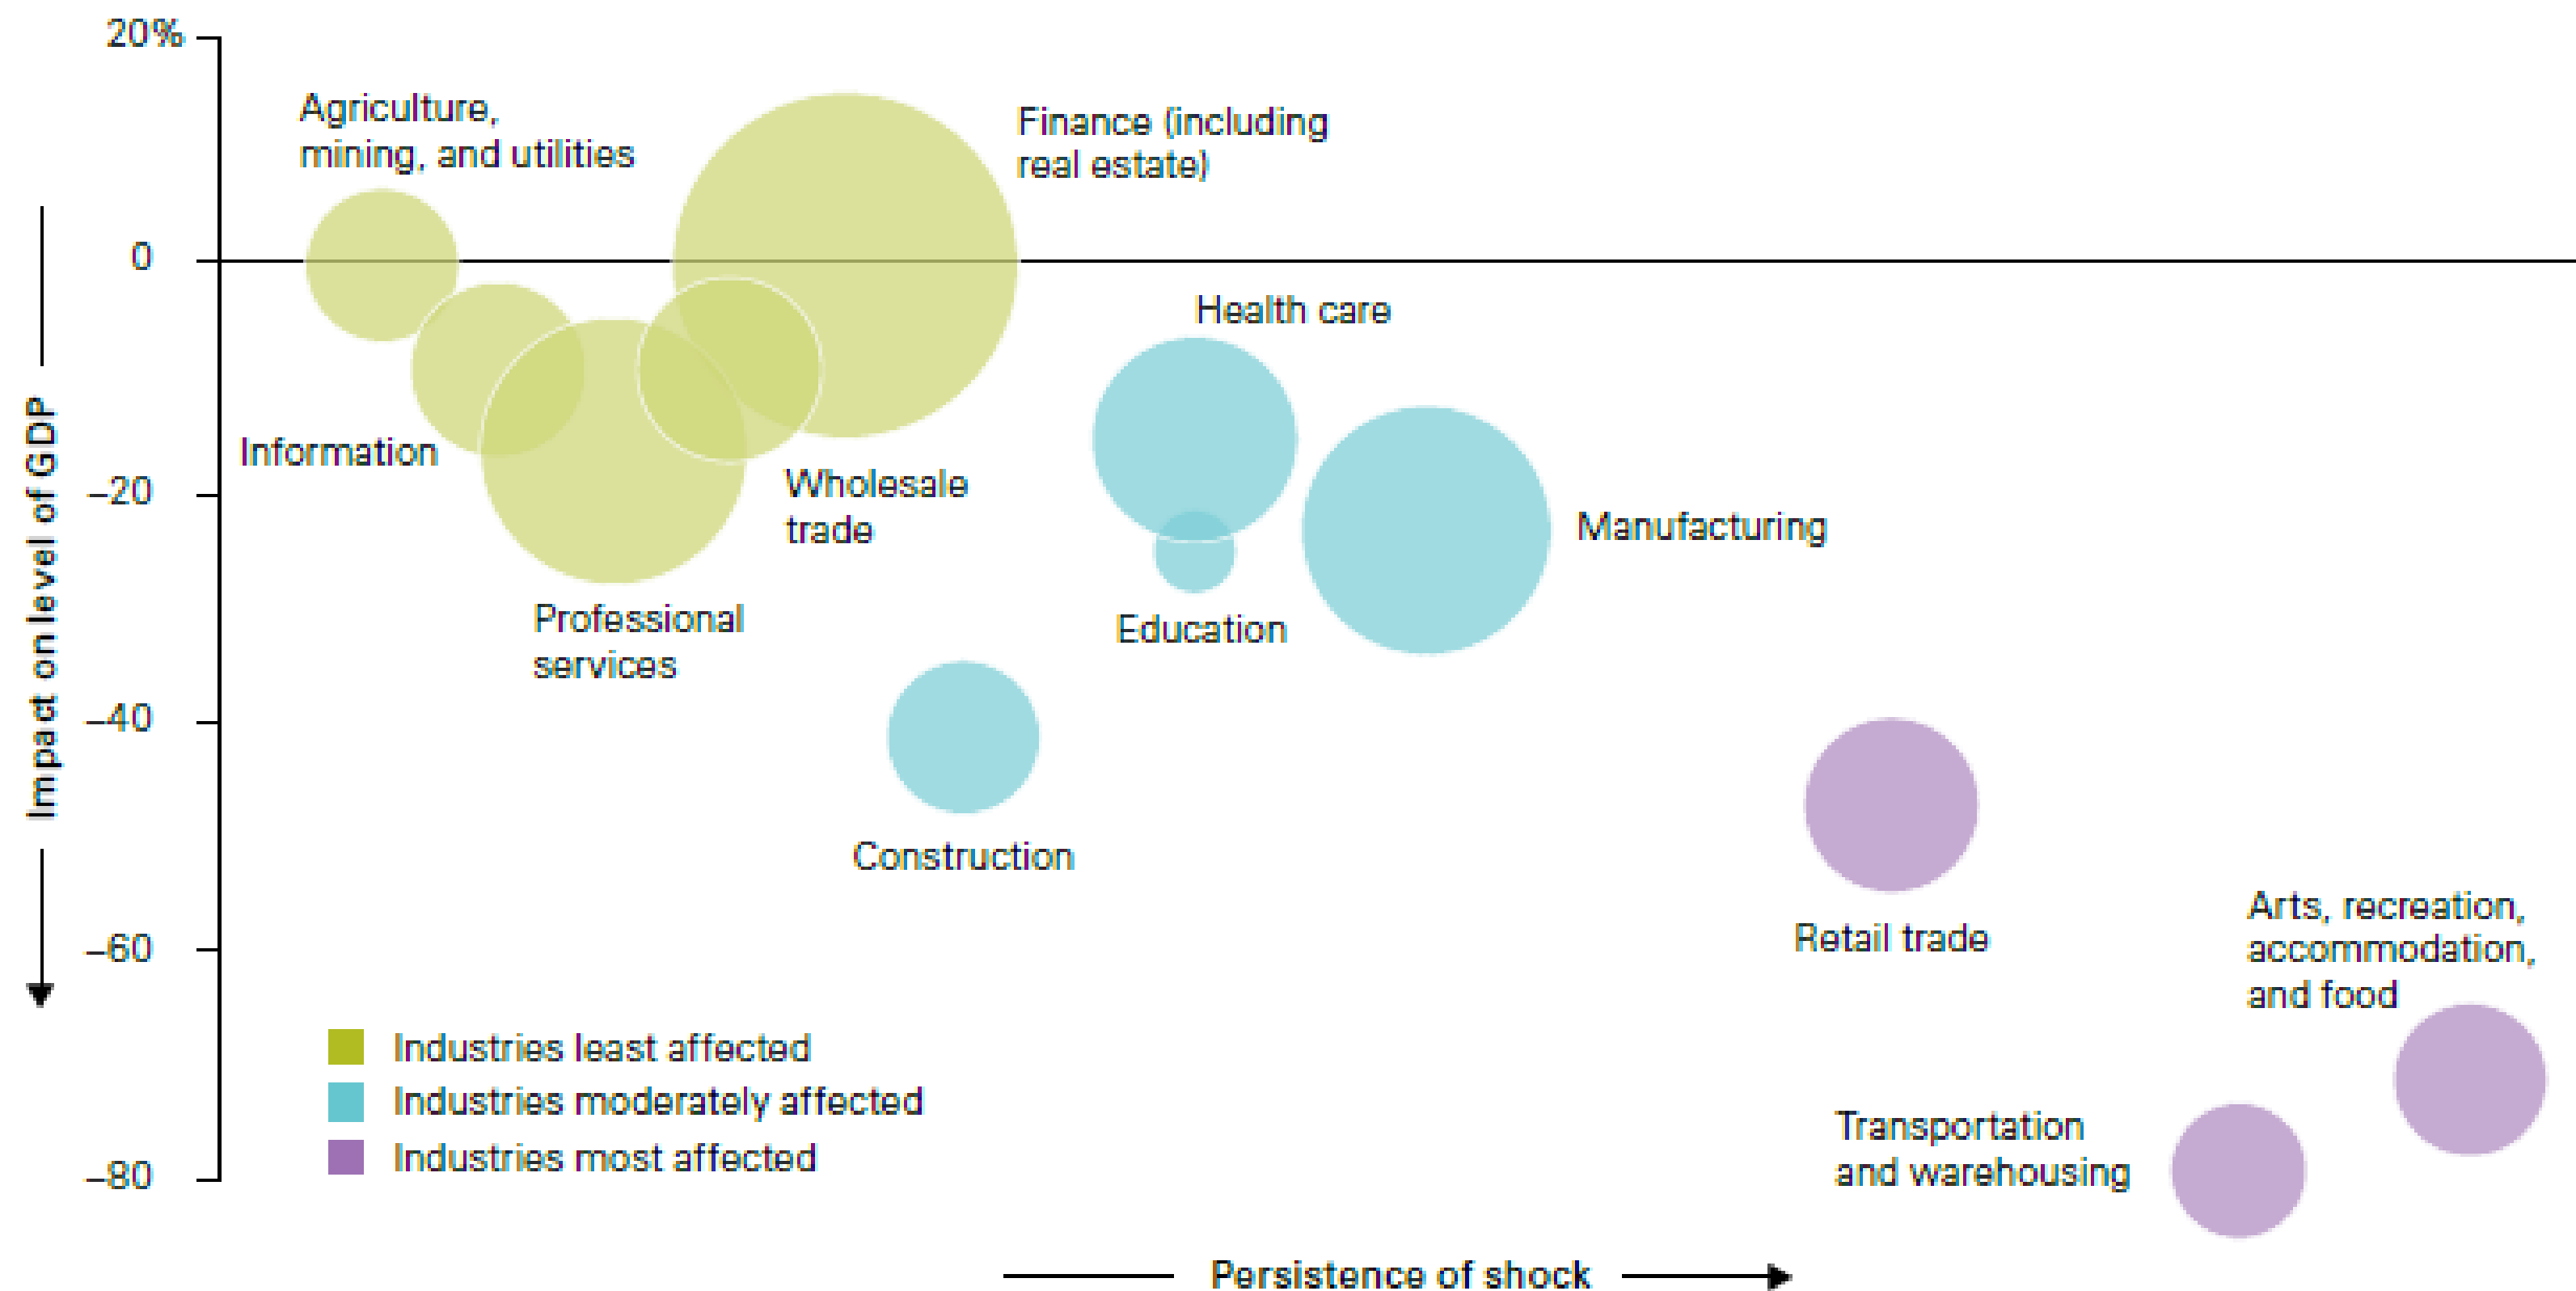 20%
Agriculture,
mining, and utilities
Finance (including
real estate)
0
Health care
Impact on level of GDP
Information
–20
Wholesale
trade
Manufacturing
Professional
services
Education
–40
Construction
Retail trade
–60
Arts, recreation,
accommodation,
and food
Industries least affected
Industries moderately affected
Industries most affected
Transportation
and warehousing
–80
Persistence of shock